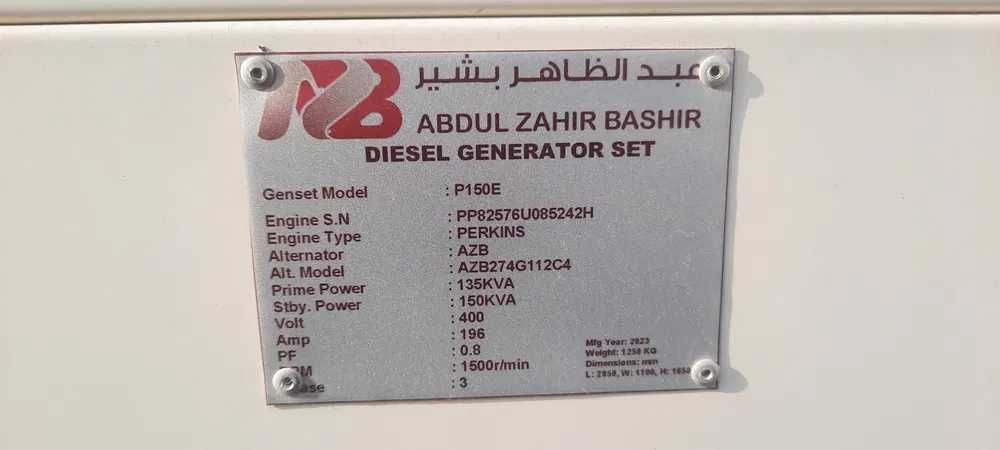 AZB
عبد الظاهر بشير
ABDUL ZAHIR BASHIR
DIESEL GENERATOR SET
Genset Model : P150E
Engine S.N : PP82576U085242H
Engine Type : PERKINS
Alternator : AZB
Alt. Model : AZB274G112C4
Prime Power : 135KVA
Stby. Power : 150KVA
Volt : 400
Amp : 196
PF : 0.8
: 1500r/min
: 3
Mfg Year: 2023
Weight: 1250 KG
Dimensions: mm
L: 2850, W: 1100, H: 1650